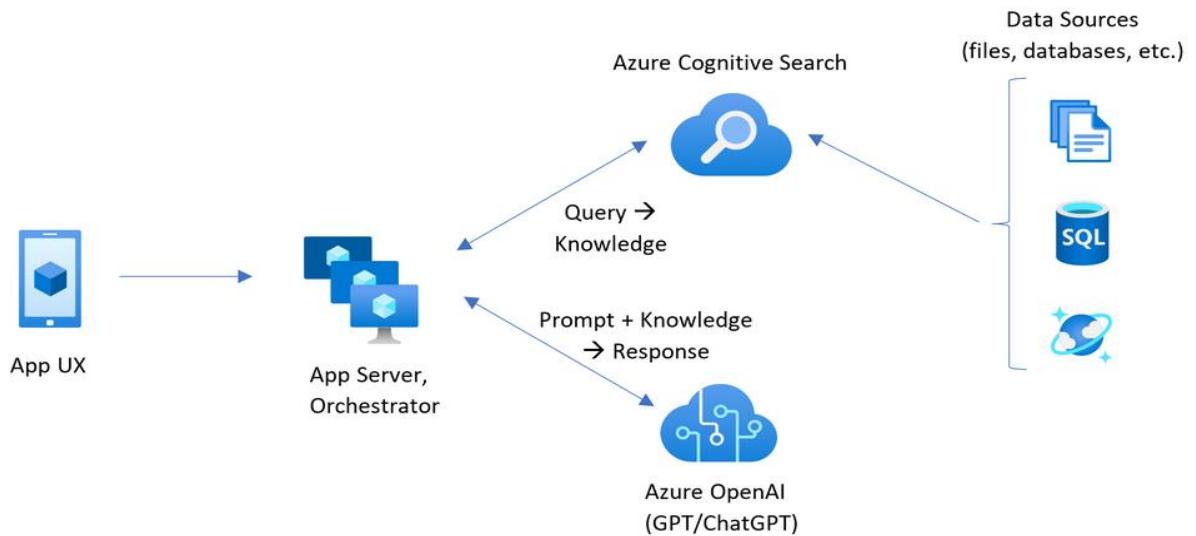 Data Sources
(files, databases, etc.)
Azure Cognitive Search
SQL
Query →
Knowledge
Prompt + Knowledge
→ Response
App UX
App Server,
Orchestrator
Azure OpenAI
(GPT/ChatGPT)